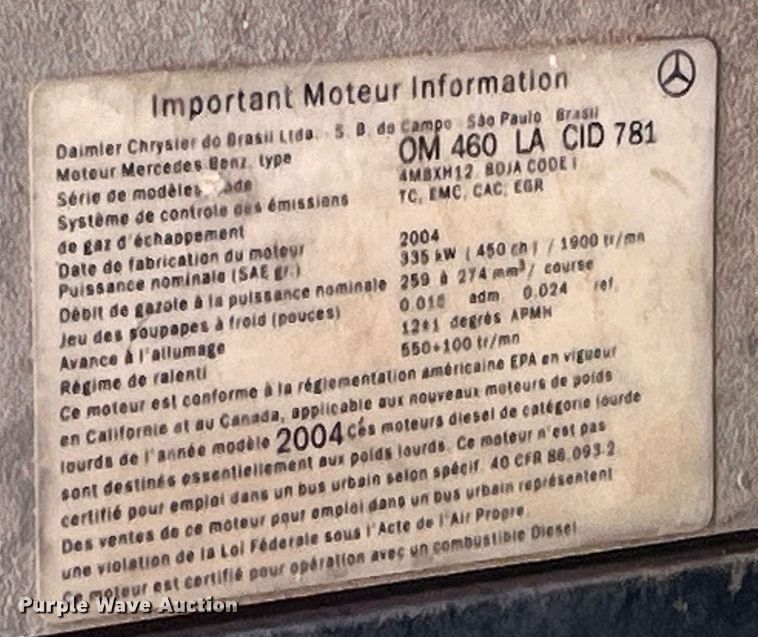 Important Moteur Information
Daimler Chrysler do Brasil Ltda. S. B. do Campo São Paulo Brasil
Moteur Mercedes Benz, type OM 460 LA CID 781
Série de modèles 4MBXH12. 8DJA CODE I
Système de controle des émissions TC, EMC, CAC, EGR
de gaz d'échappement
Date de fabrication du moteur 2004
Puissance nominale (SAE gr.) 335 kW ( 450 ch ) / 1900 tr/mn
Débit de gazole à la puissance nominale 259 à 274 mm³/ course
Jeu des soupapes à froid (pouces) 0.016 adm. 0.024 ref.
Avance à l'allumage 12±1 degrès APMH
Régime de ralenti 550+100 tr/mn
Ce moteur est conforme à la réglementation américaine EPA en vigueur
en Californie et au Canada, applicable aux nouveaux moteurs de poids
lourds de l'année modèle 2004 Cés moteurs diesel de catégorie lourde
sont destinés essentiellement aux poids lourds. Ce moteur n'est pas
certifié pour emploi dans un bus urbain selon spécif. 40 CFR 86.093-2
Des ventes de ce moteur pour emploi dans un bus urbain représentent
une violation de la Loi Féderale sous l'Acte de l'Air Propre.
Ce moteur est certifié pour opération avec un combustible Diesel
Purple Wave Auction